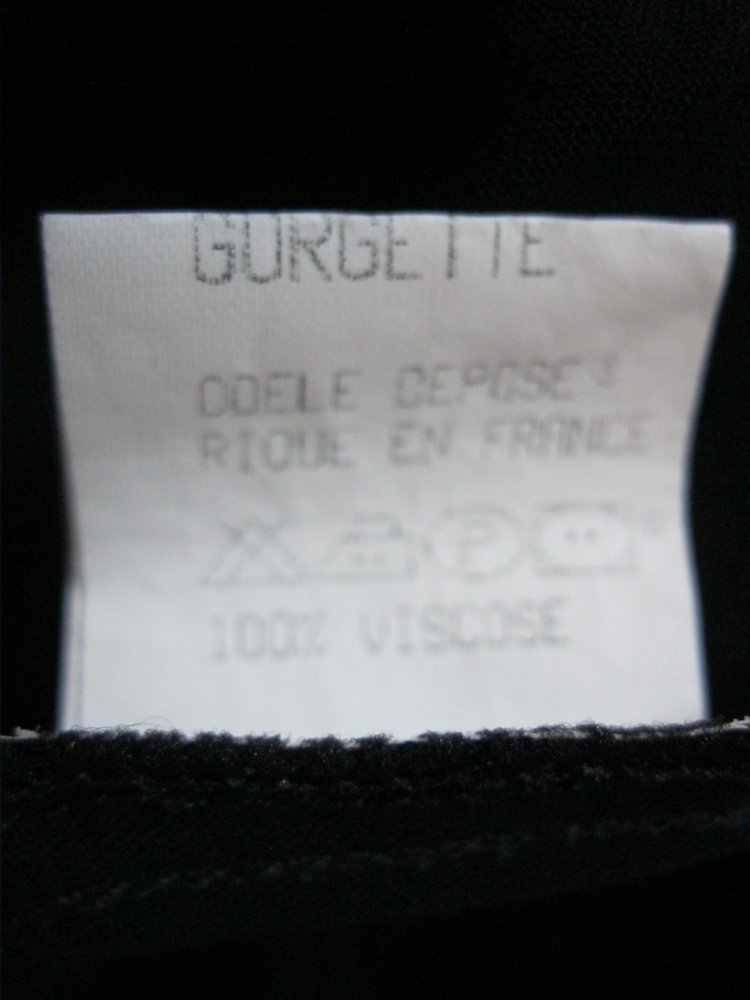 GORGETTE
ODELE DEPOSE
RIQUE EN FRANCE
P
100% VISCOSE